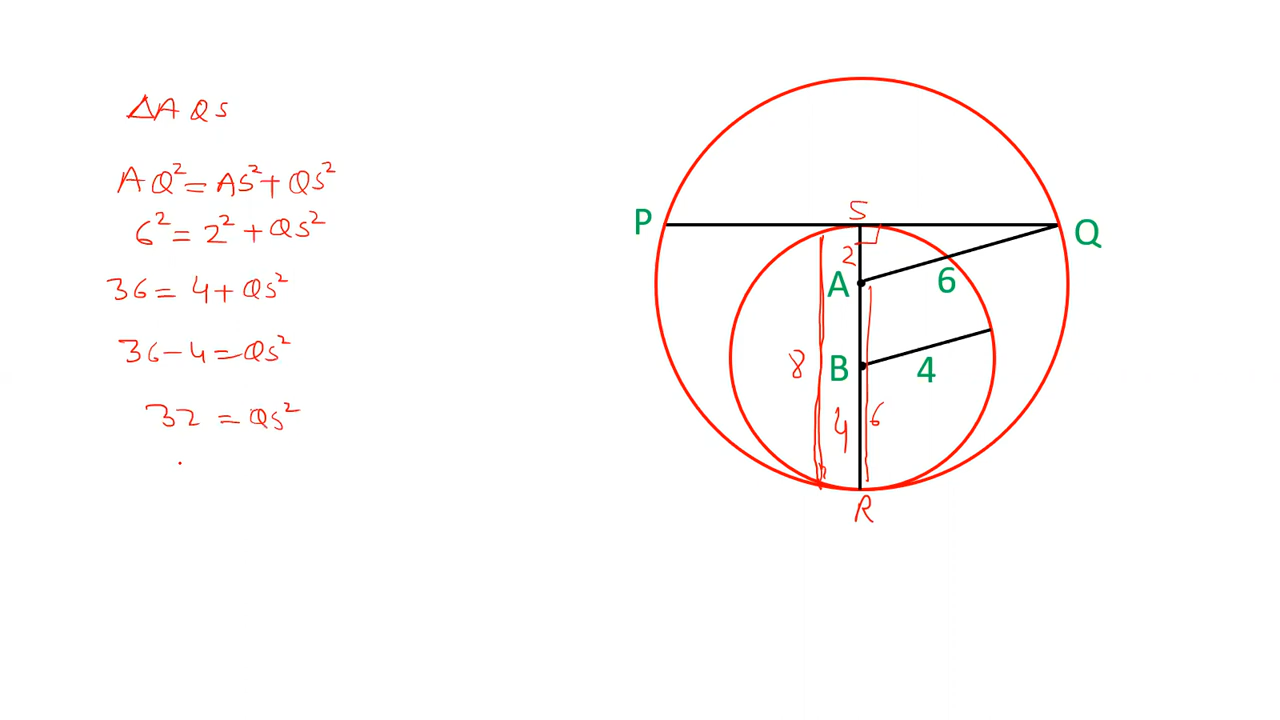 ΔAQS
AQ² = AS² + QS²
6² = 2² + QS²
36 = 4 + QS²
36 - 4 = QS²
32 = QS²
S
P
Q
2
A
6
8
B
4
4
6
R